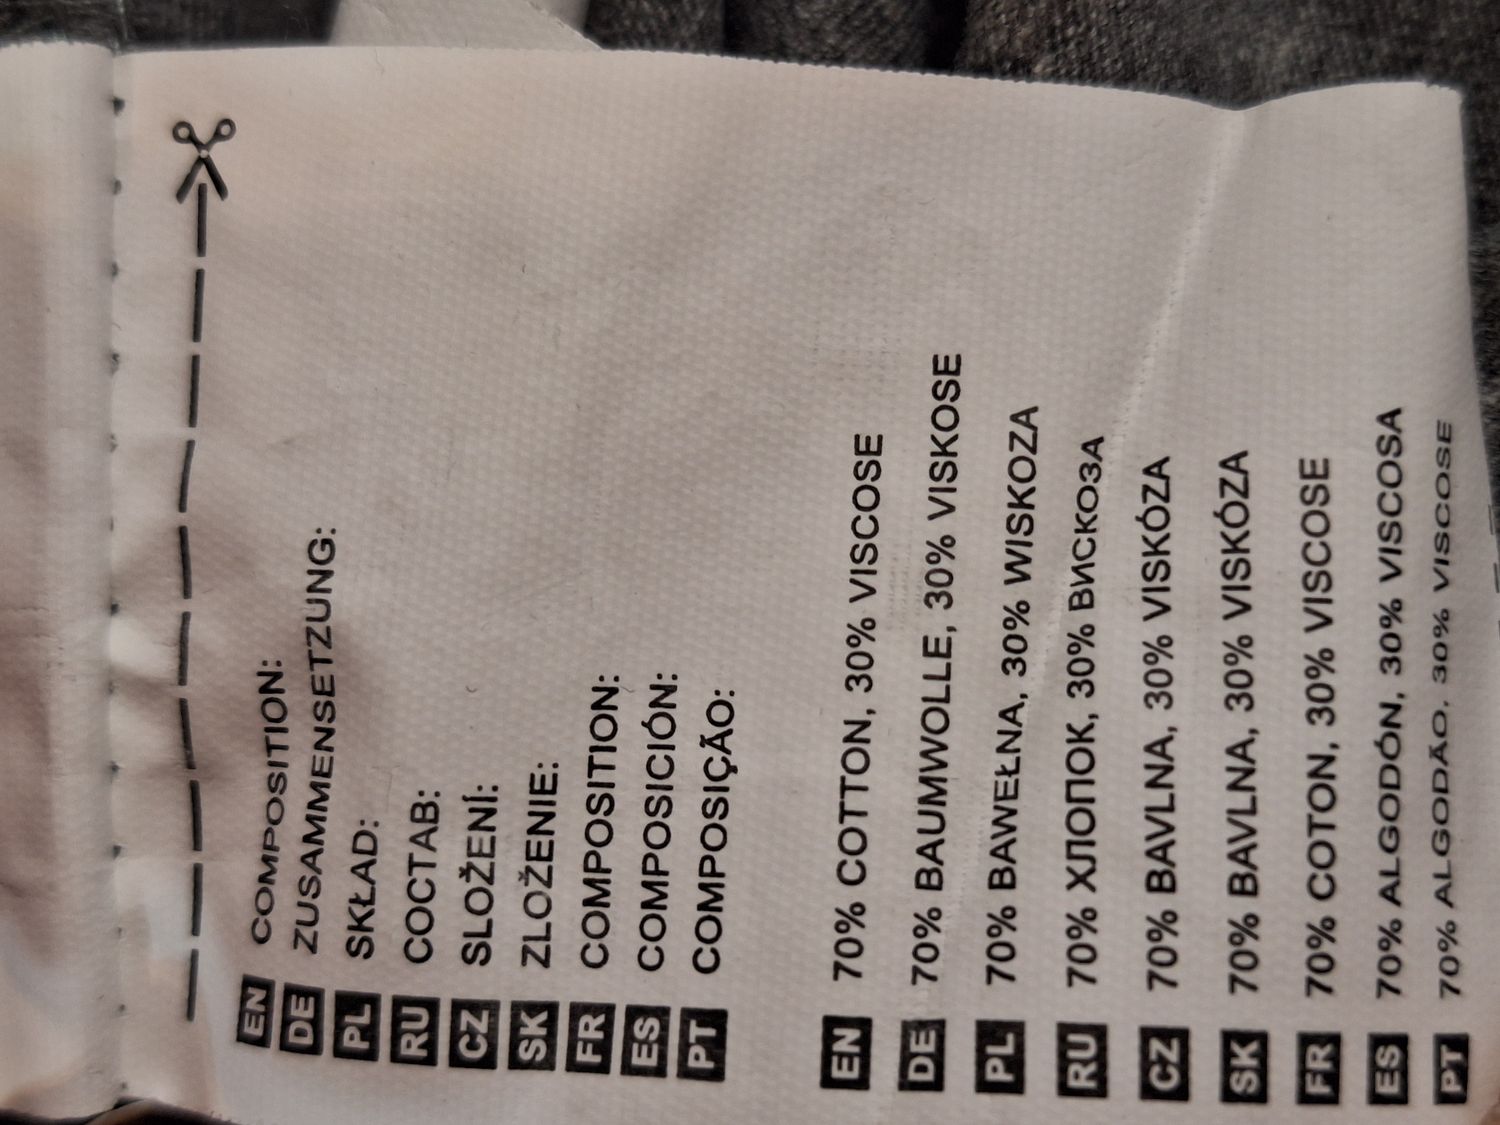 EN COMPOSITION:
DE ZUSAMMENSETZUNG:
PL SKŁAD:
RU СОСТАВ:
CZ SLOŽENÍ:
SK ZLOŽENIE:
FR COMPOSITION:
ES COMPOSICIÓN:
PT COMPOSIÇÃO:
EN 70% COTTON, 30% VISCOSE
DE 70% BAUMWOLLE, 30% VISKOSE
PL 70% BAWEŁNA, 30% WISKOZA
RU 70% ХЛОПОК, 30% ВИСКОЗА
CZ 70% BAVLNA, 30% VISKÓZA
SK 70% BAVLNA, 30% VISKÓZA
FR 70% COTON, 30% VISCOSE
ES 70% ALGODÓN, 30% VISCOSA
PT 70% ALGODÃO, 30% VISCOSE